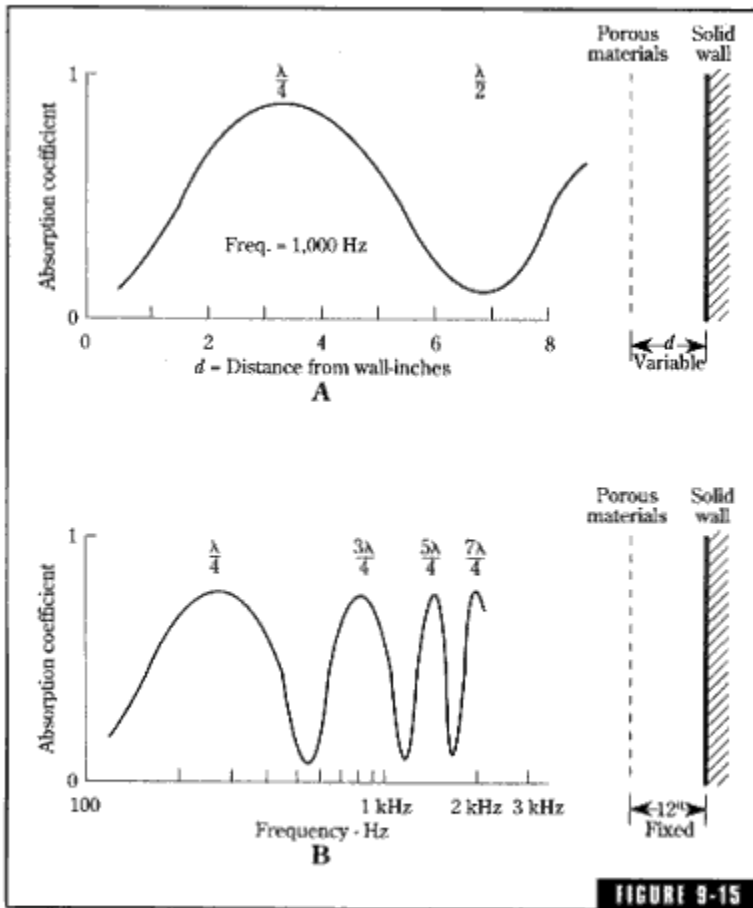 Porous Solid
materials wall
1
λ/4
λ/2
Absorption coefficient
Freq. = 1,000 Hz
0
0 2 4 6 8
d = Distance from wall-inches
A
d
Variable
Porous Solid
materials wall
1
λ/4
3λ/4
5λ/4
7λ/4
Absorption coefficient
0
100 1 kHz 2 kHz 3 kHz
Frequency - Hz
B
12"
Fixed
FIGURE 9-15